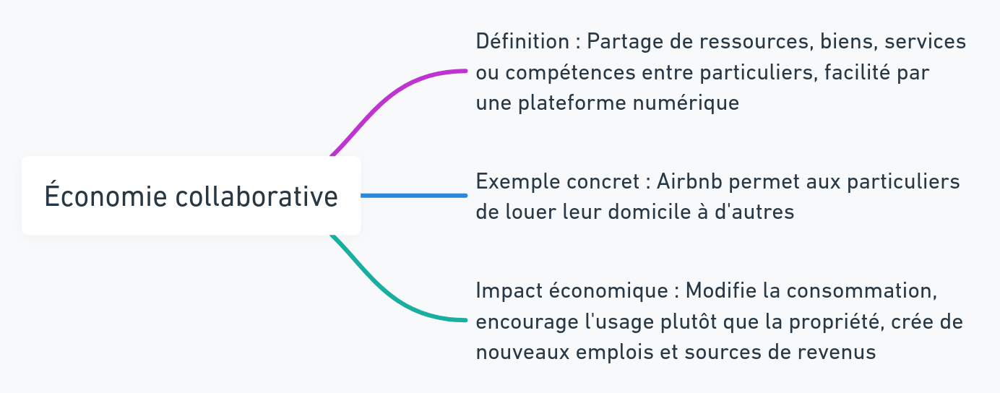 Économie collaborative
Définition : Partage de ressources, biens, services
ou compétences entre particuliers, facilité par
une plateforme numérique
Exemple concret : Airbnb permet aux particuliers
de louer leur domicile à d'autres
Impact économique : Modifie la consommation,
encourage l'usage plutôt que la propriété, crée de
nouveaux emplois et sources de revenus